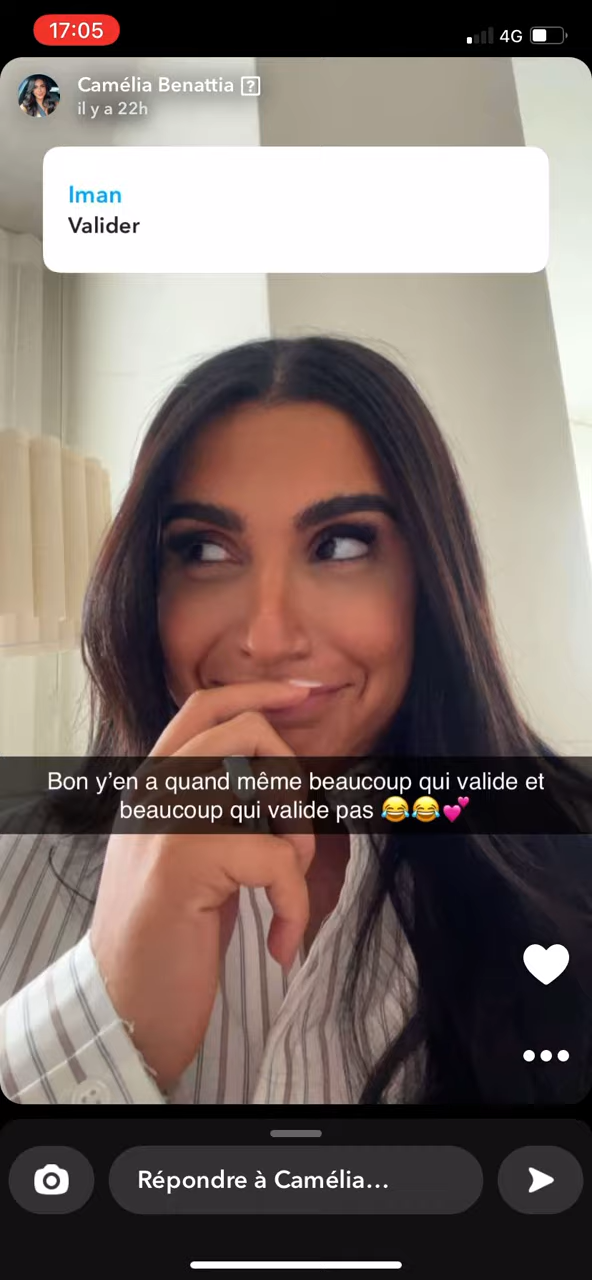 17:05
4G
Camélia Benattia
il y a 22h
Iman
Valider
Bon y’en a quand même beaucoup qui valide et
beaucoup qui valide pas 😂😂💕
Répondre à Camélia…